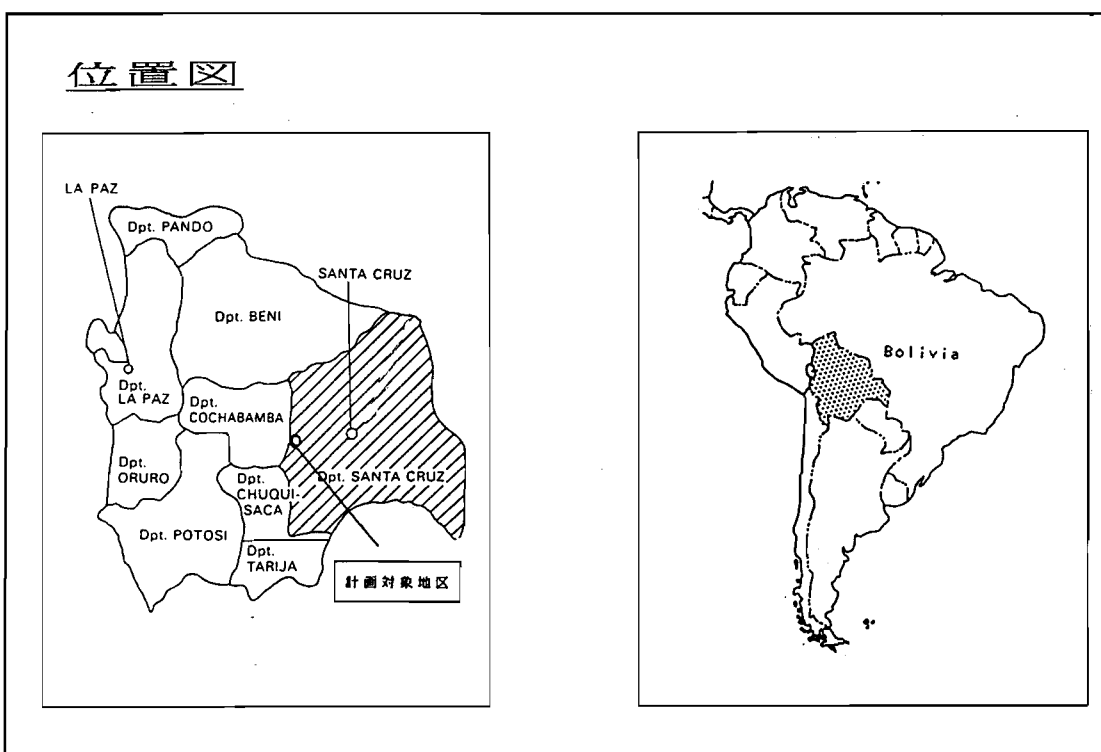 位置図
LA PAZ
Dpt. PANDO
SANTA CRUZ
Dpt. BENI
Dpt.
LA PAZ
Dpt.
COCHABAMBA
Dpt.
ORURO
Dpt. SANTA CRUZ
Dpt.
CHUQUI-
SACA
Dpt. POTOSI
Dpt.
TARIJA
計画対象地区
Bolivia